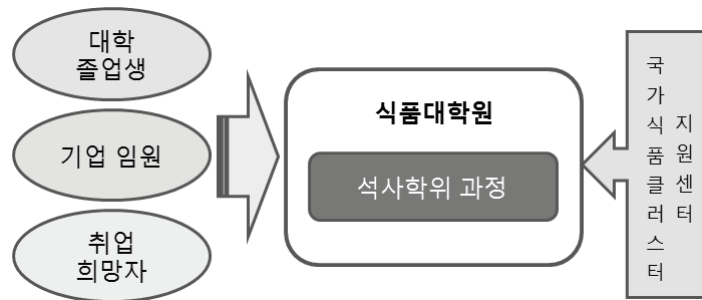 대학
졸업생
기업 임원
취업
희망자
식품대학원
석사학위 과정
국가식품클러스터
지원센터